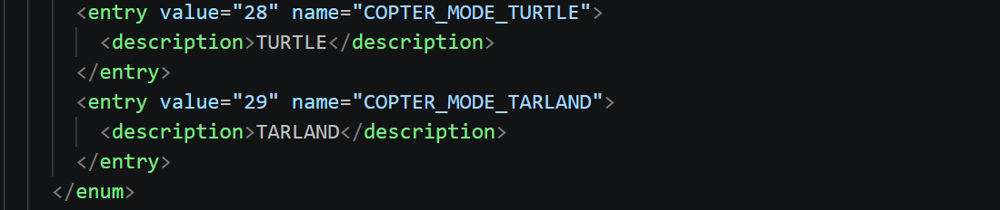 <entry value="28" name="COPTER_MODE_TURTLE">
<description>TURTLE</description>
</entry>
<entry value="29" name="COPTER_MODE_TARLAND">
<description>TARLAND</description>
</entry>
</enum>